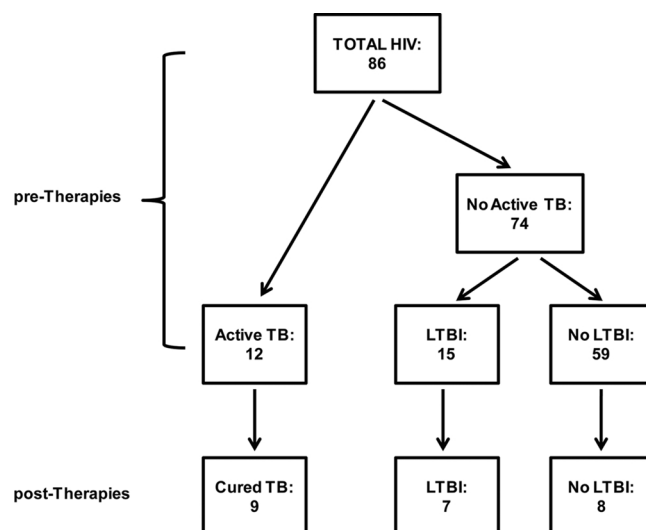 TOTAL HIV:
86
pre-Therapies
No Active TB:
74
Active TB:
12
LTBI:
15
No LTBI:
59
post-Therapies
Cured TB:
9
LTBI:
7
No LTBI:
8